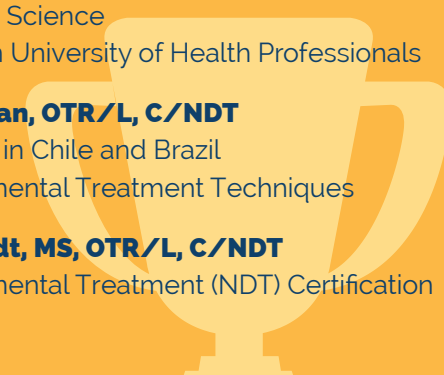 Science
University of Health Professionals
an, OTR/L, C/NDT
in Chile and Brazil
mental Treatment Techniques
dt, MS, OTR/L, C/NDT
mental Treatment (NDT) Certification